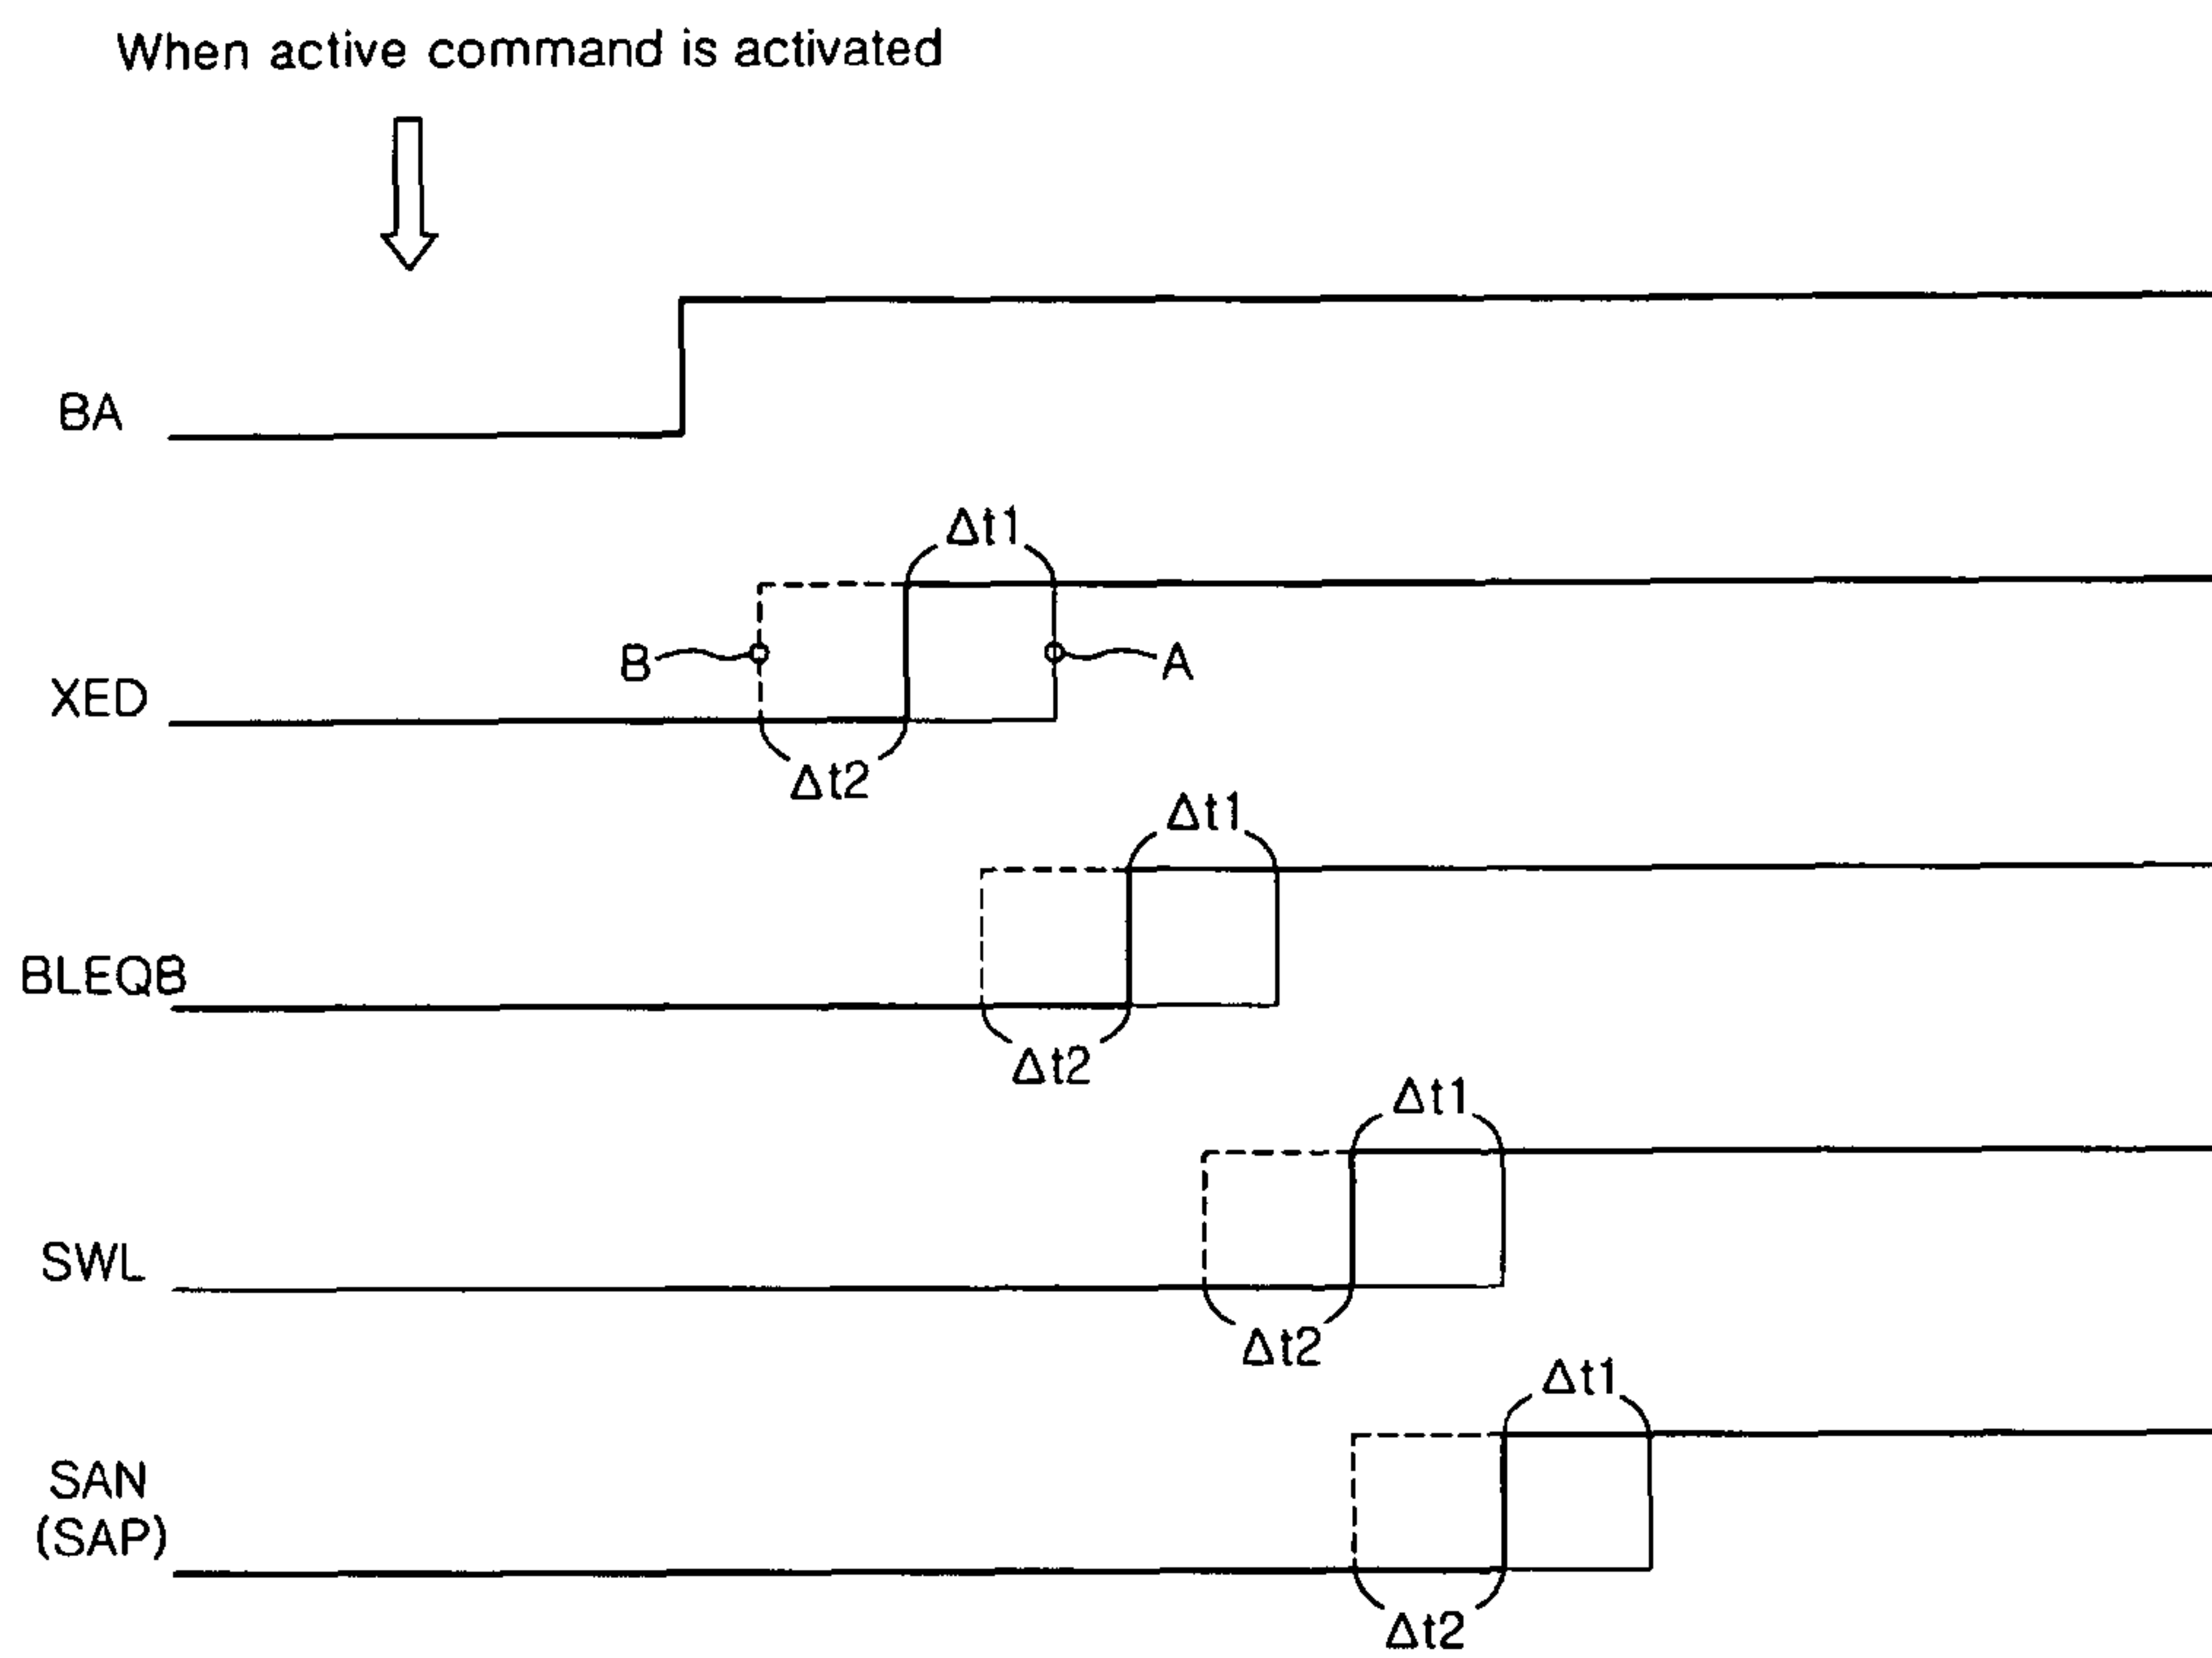 When active command is activated
BA
Δt1
B
A
XED
Δt2
Δt1
BLEQB
Δt2
Δt1
SWL
Δt2
Δt1
SAN
(SAP)
Δt2